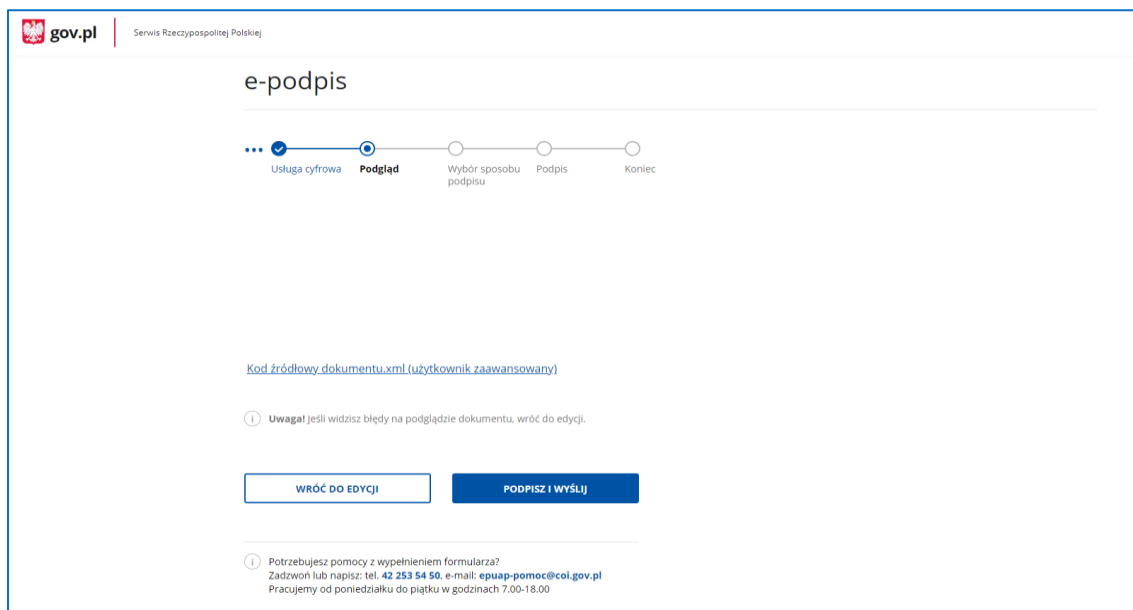 gov.pl
Serwis Rzeczypospolitej Polskiej
e-podpis
Usługa cyfrowa
Podgląd
Wybór sposobu
podpisu
Podpis
Koniec
Kod źródłowy dokumentu.xml (użytkownik zaawansowany)
Uwaga! Jeśli widzisz błędy na podglądzie dokumentu, wróć do edycji.
WRÓĆ DO EDYCJI
PODPISZ I WYŚLIJ
Potrzebujesz pomocy z wypełnieniem formularza?
Zadzwoń lub napisz: tel. 42 253 54 50, e-mail: epuap-pomoc@coi.gov.pl
Pracujemy od poniedziałku do piątku w godzinach 7.00-18.00